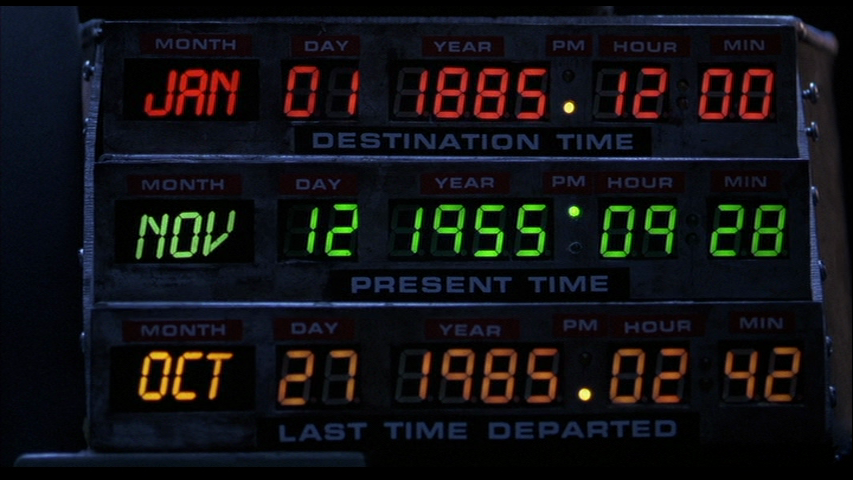 MONTH DAY YEAR PM HOUR MIN
JAN 01 1885 12 00
DESTINATION TIME
MONTH DAY YEAR PM HOUR MIN
NOV 12 1955 09 28
PRESENT TIME
MONTH DAY YEAR PM HOUR MIN
OCT 27 1985 02 42
LAST TIME DEPARTED